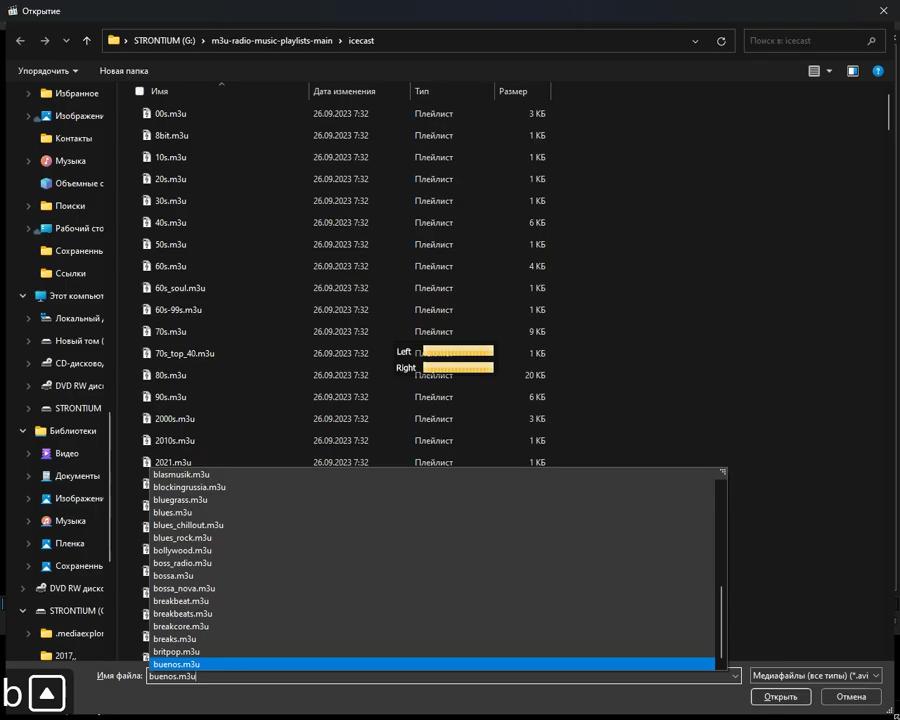 Открытие
STRONTIUM (G:) > m3u-radio-music-playlists-main > icecast
Поиск в: icecast
Упорядочить
Новая папка
Имя
Дата изменения
Тип
Размер
Избранное
Изображени
Контакты
Музыка
Объемные с
Поиски
Рабочий сто
Сохраненны
Ссылки
Этот компьют
Локальный д
Новый том (
CD-дисково,
DVD RW дис
STRONTIUM
Библиотеки
Видео
Документы
Изображени
Музыка
Пленка
Сохраненны
DVD RW диско
STRONTIUM (
.mediaexplor
2017,,
00s.m3u 26.09.2023 7:32 Плейлист 3 КБ
8bit.m3u 26.09.2023 7:32 Плейлист 1 КБ
10s.m3u 26.09.2023 7:32 Плейлист 1 КБ
20s.m3u 26.09.2023 7:32 Плейлист 1 КБ
30s.m3u 26.09.2023 7:32 Плейлист 1 КБ
40s.m3u 26.09.2023 7:32 Плейлист 6 КБ
50s.m3u 26.09.2023 7:32 Плейлист 1 КБ
60s.m3u 26.09.2023 7:32 Плейлист 4 КБ
60s_soul.m3u 26.09.2023 7:32 Плейлист 1 КБ
60s-99s.m3u 26.09.2023 7:32 Плейлист 1 КБ
70s.m3u 26.09.2023 7:32 Плейлист 9 КБ
70s_top_40.m3u 26.09.2023 7:32 1 КБ
80s.m3u 26.09.2023 7:32 Плейлист 20 КБ
90s.m3u 26.09.2023 7:32 Плейлист 6 КБ
2000s.m3u 26.09.2023 7:32 Плейлист 3 КБ
2010s.m3u 26.09.2023 7:32 Плейлист 1 КБ
2021.m3u 26.09.2023 7:32 Плейлист 1 КБ
Left
Right
blasmusik.m3u
blockingrussia.m3u
bluegrass.m3u
blues.m3u
blues_chillout.m3u
blues_rock.m3u
bollywood.m3u
boss_radio.m3u
bossa.m3u
bossa_nova.m3u
breakbeat.m3u
breakbeats.m3u
breakcore.m3u
breaks.m3u
britpop.m3u
buenos.m3u
Имя файла: buenos.m3u
Медиафайлы (все типы) (*.avi
Открыть
Отмена
b